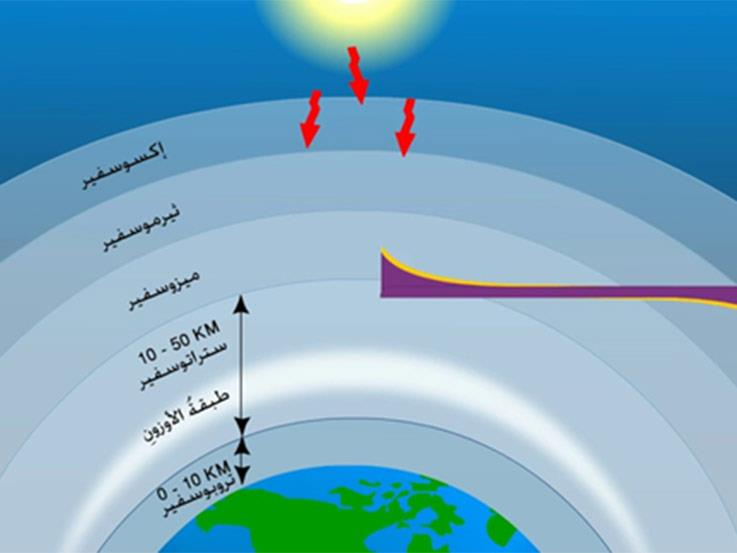 إكسوسفير
ثيرموسفير
ميزوسفير
10 - 50 KM
ستراتوسفير
طبقةُ الأوزونِ
0 - 10 KM
تروبوسفير